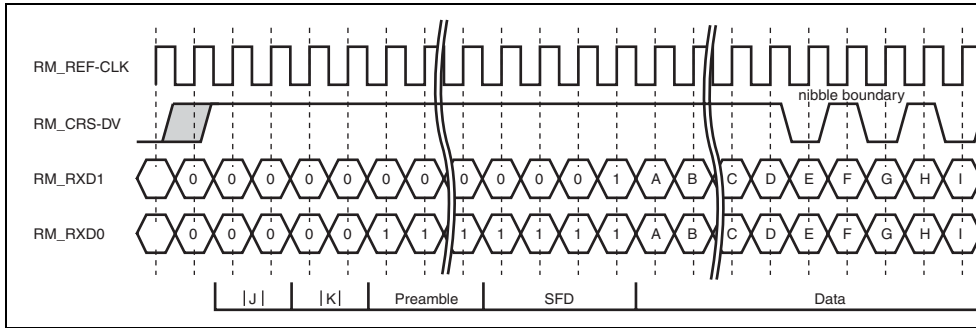 RM_REF-CLK
nibble boundary
RM_CRS-DV
RM_RXD1 0 0 0 0 0 0 0 0 0 0 0 1 A B C D E F G H I
RM_RXD0 0 0 0 0 0 1 1 1 1 1 1 1 A B C D E F G H I
|J| |K| Preamble SFD Data